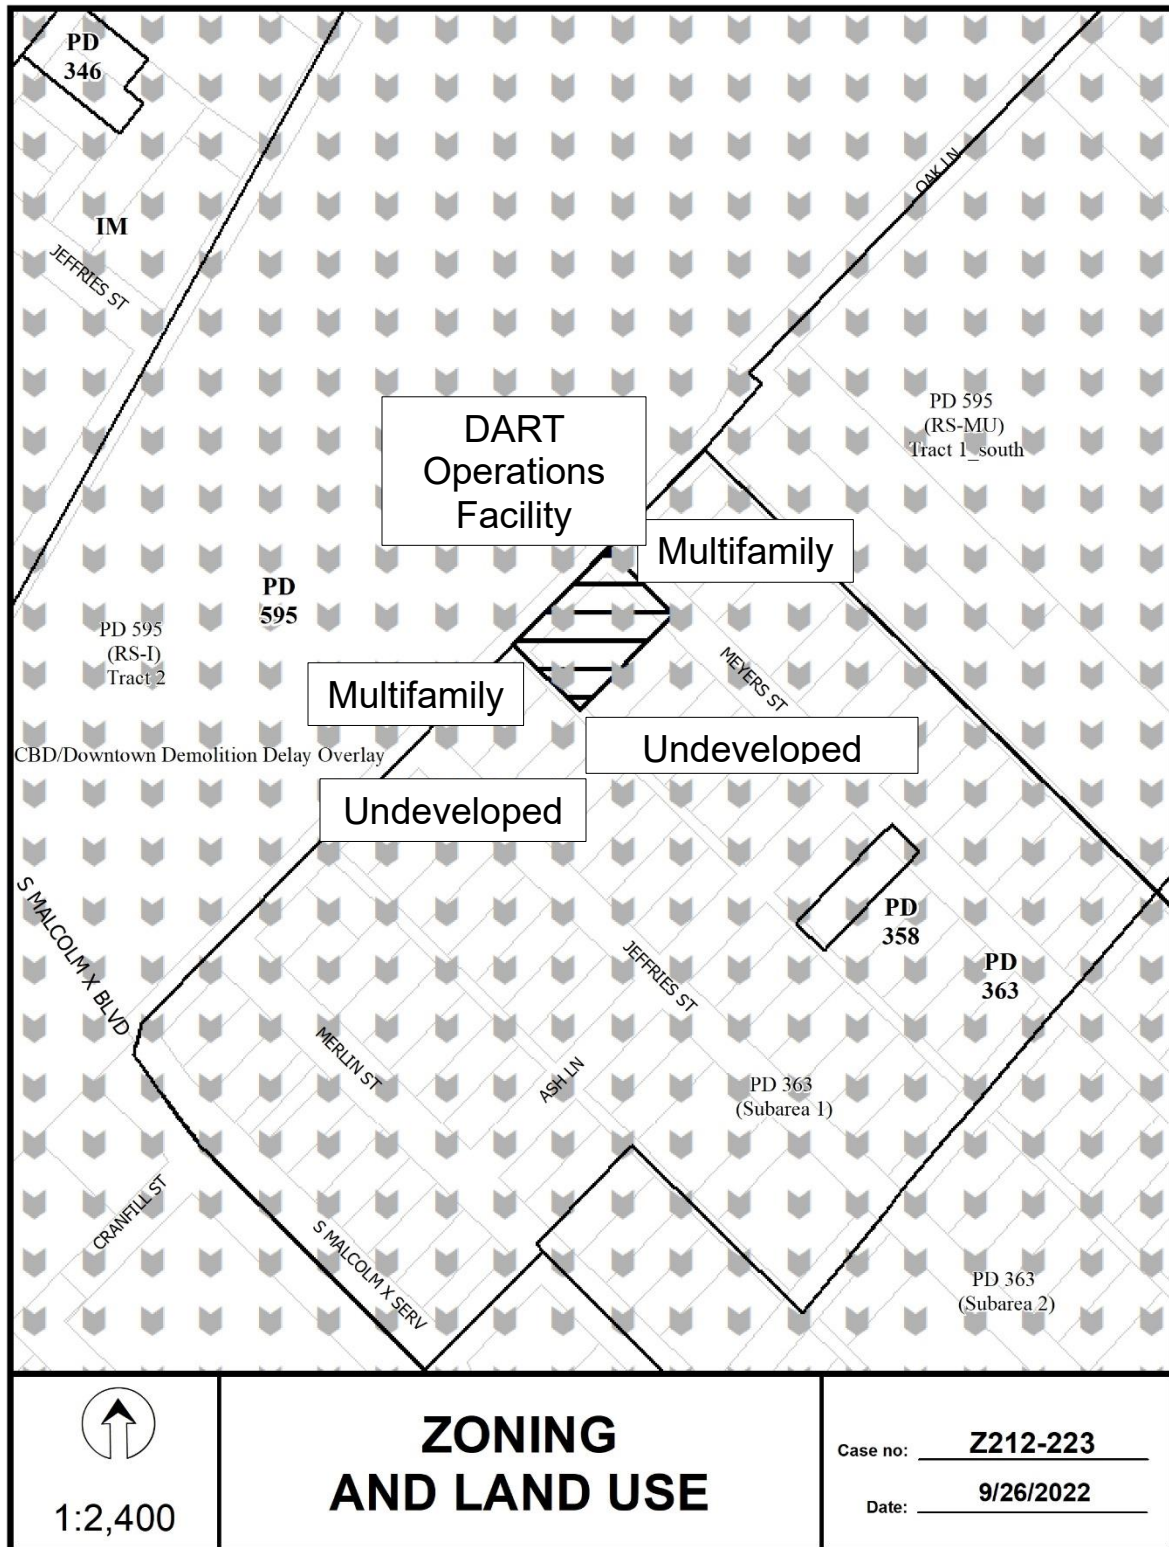 PD
346
OAK LN
IM
JEFFRIES ST
PD 595
(RS-MU)
Tract 1_south
DART
Operations
Facility
Multifamily
PD
595
PD 595
(RS-I)
Tract 2
MEYERS ST
Multifamily
Undeveloped
CBD/Downtown Demolition Delay Overlay
Undeveloped
S MALCOLM X BLVD
PD
358
JEFFRIES ST
PD
363
MERLIN ST
ASH LN
PD 363
(Subarea 1)
CRANFILL ST
S MALCOLM X SERV
PD 363
(Subarea 2)
1:2,400
ZONING
AND LAND USE
Case no: Z212-223
Date: 9/26/2022